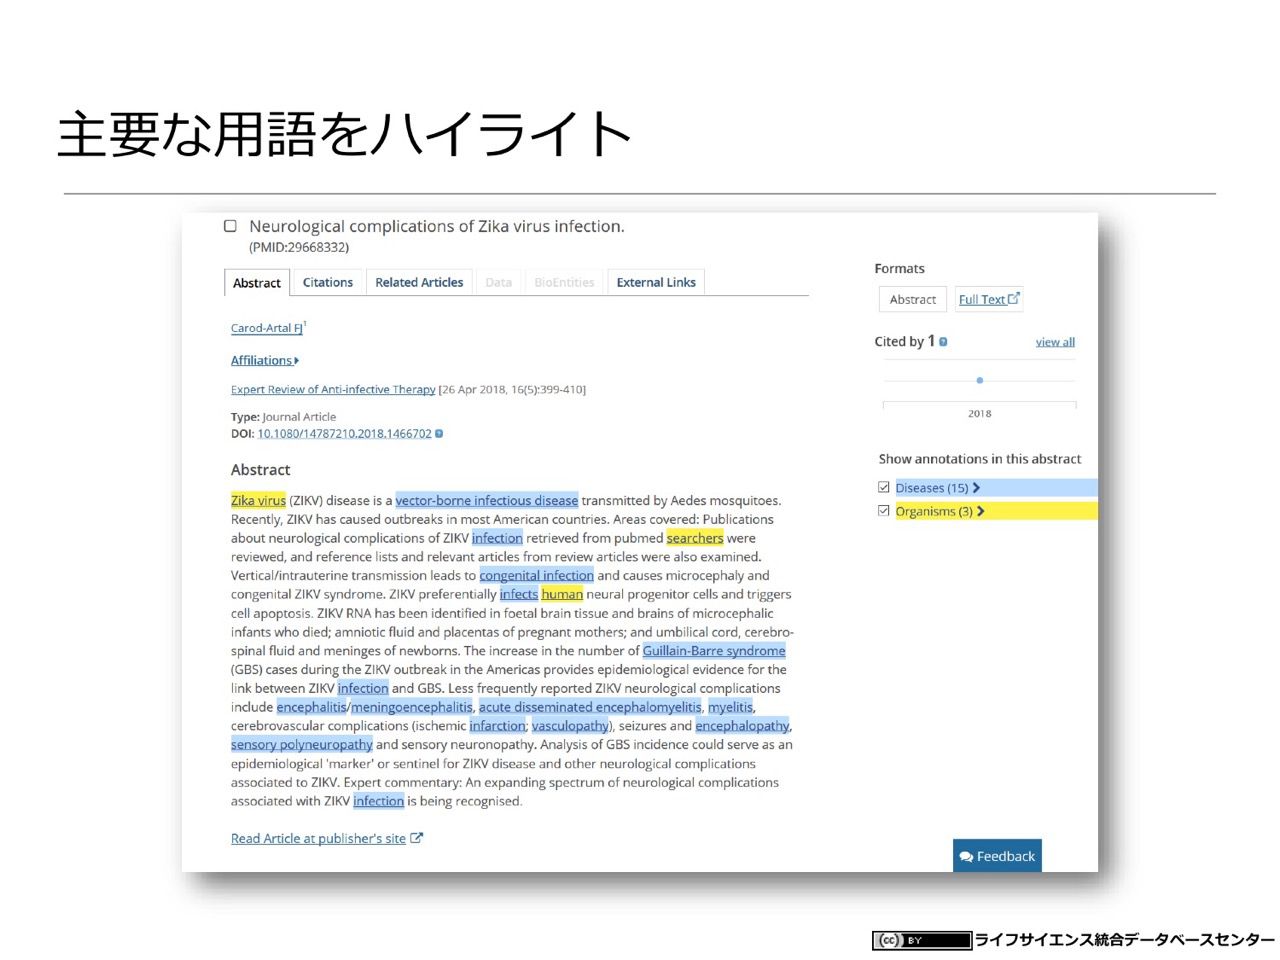 主要な用語をハイライト
Neurological complications of Zika virus infection.
(PMID:29668332)
Abstract Citations Related Articles Data BioEntities External Links
Carod-Artal FJ1
Affiliations
Expert Review of Anti-infective Therapy [26 Apr 2018, 16(5):399-410]
Type: Journal Article
DOI: 10.1080/14787210.2018.1466702
Abstract
Zika virus (ZIKV) disease is a vector-borne infectious disease transmitted by Aedes mosquitoes.
Recently, ZIKV has caused outbreaks in most American countries. Areas covered: Publications
about neurological complications of ZIKV infection retrieved from pubmed searchers were
reviewed, and reference lists and relevant articles from review articles were also examined.
Vertical/intrauterine transmission leads to congenital infection and causes microcephaly and
congenital ZIKV syndrome. ZIKV preferentially infects human neural progenitor cells and triggers
cell apoptosis. ZIKV RNA has been identified in foetal brain tissue and brains of microcephalic
infants who died; amniotic fluid and placentas of pregnant mothers; and umbilical cord, cerebro-
spinal fluid and meninges of newborns. The increase in the number of Guillain-Barre syndrome
(GBS) cases during the ZIKV outbreak in the Americas provides epidemiological evidence for the
link between ZIKV infection and GBS. Less frequently reported ZIKV neurological complications
include encephalitis/meningoencephalitis, acute disseminated encephalomyelitis, myelitis,
cerebrovascular complications (ischemic infarction; vasculopathy), seizures and encephalopathy,
sensory polyneuropathy and sensory neuronopathy. Analysis of GBS incidence could serve as an
epidemiological 'marker' or sentinel for ZIKV disease and other neurological complications
associated to ZIKV. Expert commentary: An expanding spectrum of neurological complications
associated with ZIKV infection is being recognised.
Read Article at publisher's site
Formats
Abstract Full Text
Cited by 1 ? view all
2018
Show annotations in this abstract
Diseases (15)
Organisms (3)
Feedback
cc BY ライフサイエンス統合データベースセンター